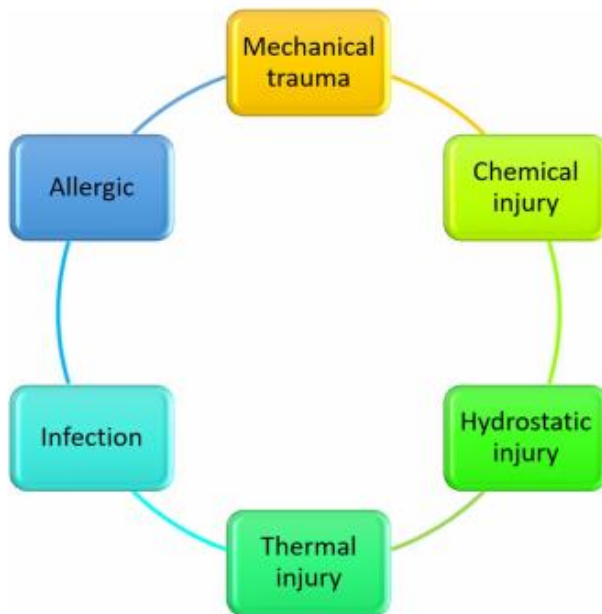 Mechanical
trauma
Chemical
injury
Hydrostatic
injury
Thermal
injury
Infection
Allergic